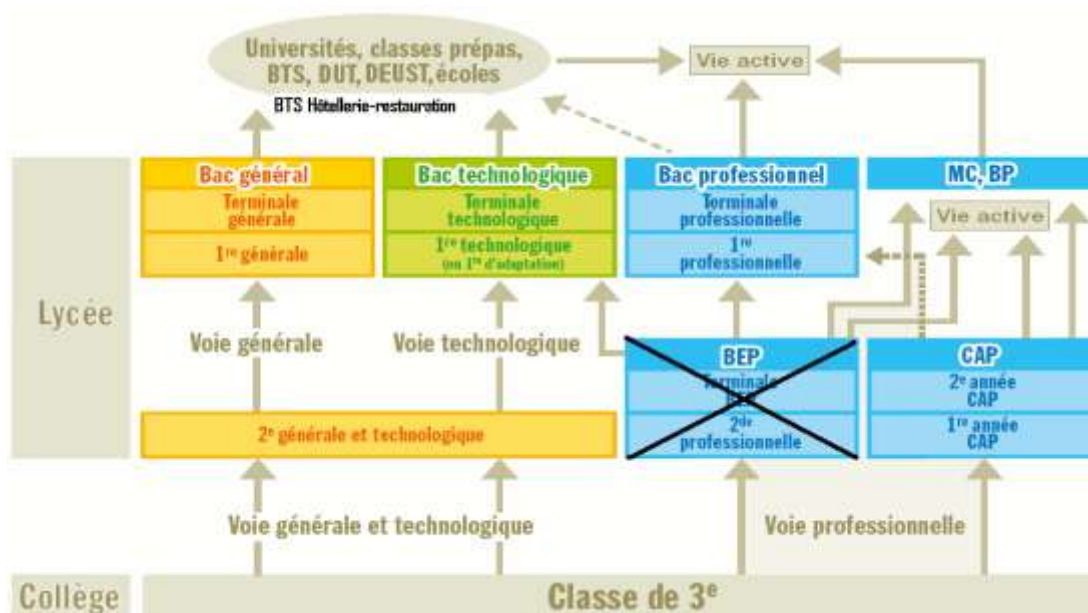 Universités, classes prépas,
BTS, DUT, DEUST, écoles
BTS Hôtellerie-restauration
Vie active
Bac général
Terminale
générale
1re générale
Bac technologique
Terminale
technologique
1re technologique
(ou 1re d'adaptation)
Bac professionnel
Terminale
professionnelle
1re
professionnelle
MC, BP
Vie active
Lycée
Voie générale
Voie technologique
BEP
Terminale
2de
professionnelle
CAP
2e année
CAP
1re année
CAP
2e générale et technologique
Voie générale et technologique
Voie professionnelle
Collège
Classe de 3e